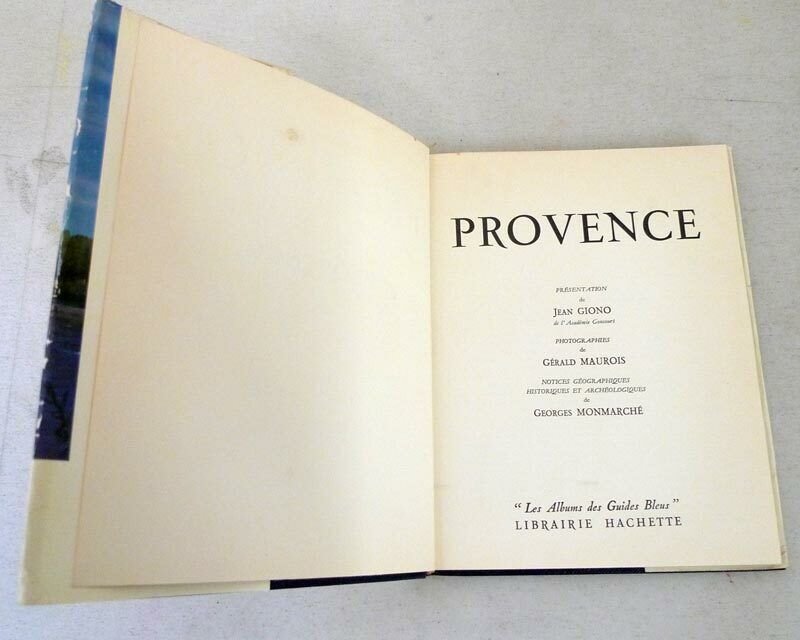 PROVENCE
PRÉSENTATION
de
JEAN GIONO
de l'Académie Goncourt
PHOTOGRAPHIES
de
GÉRALD MAUROIS
NOTICES GÉOGRAPHIQUES
HISTORIQUES ET ARCHÉOLOGIQUES
de
GEORGES MONMARCHÉ
“ Les Albums des Guides Bleus ”
LIBRAIRIE HACHETTE